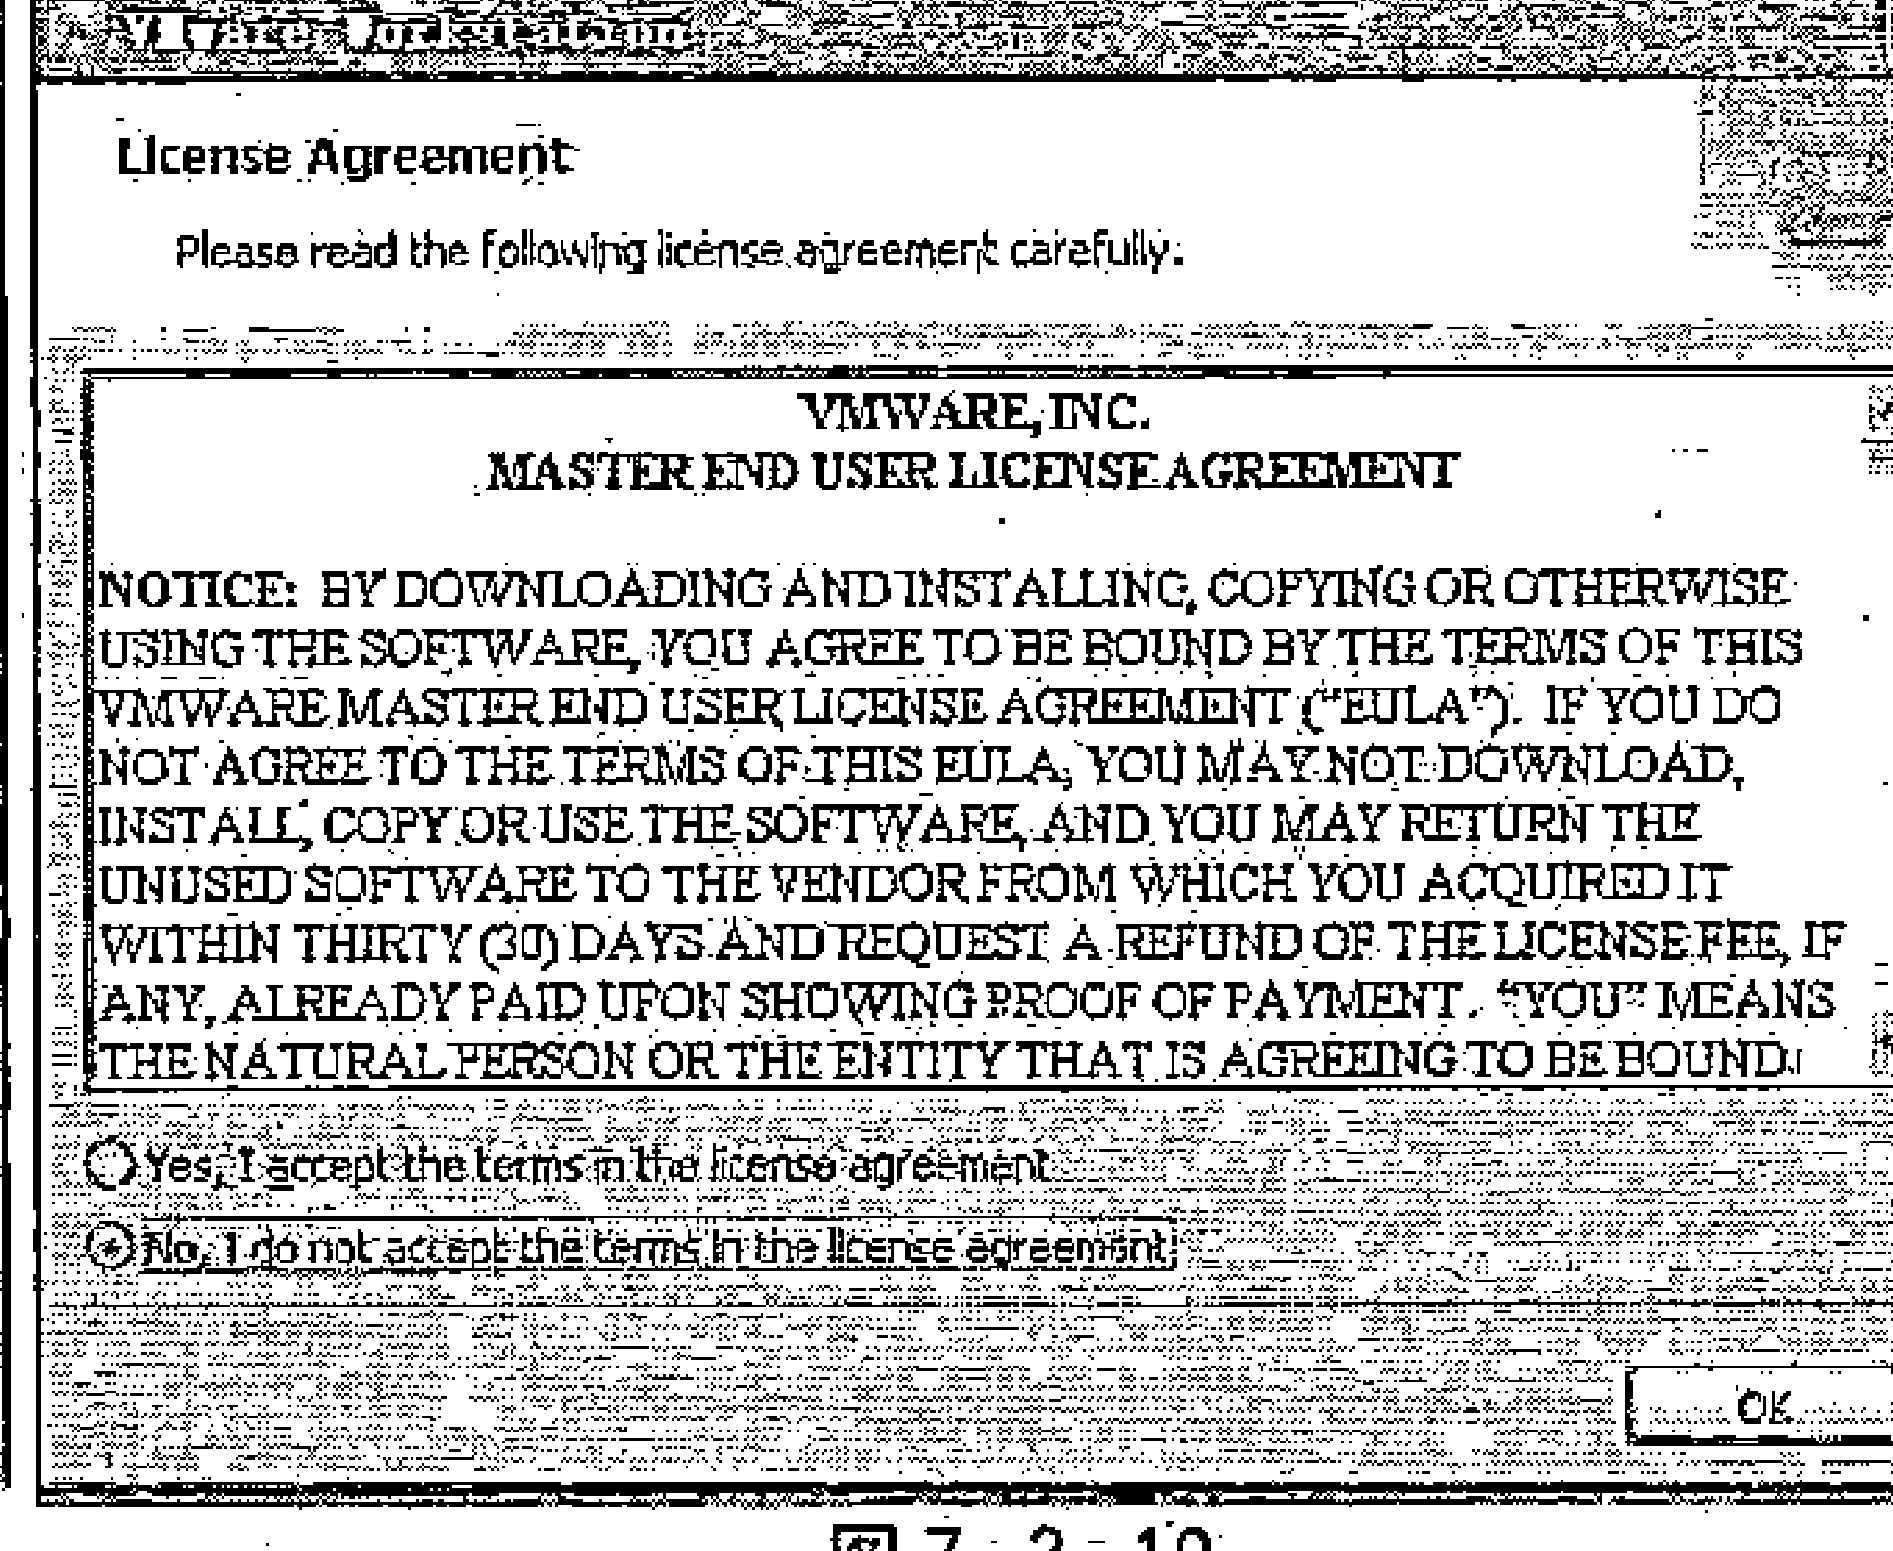 VMware Workstation
License Agreement
Please read the following license agreement carefully.
VMWARE, INC.
MASTER END USER LICENSE AGREEMENT
NOTICE: BY DOWNLOADING AND INSTALLING, COPYING OR OTHERWISE
USING THE SOFTWARE, YOU AGREE TO BE BOUND BY THE TERMS OF THIS
VMWARE MASTER END USER LICENSE AGREEMENT (“EULA”). IF YOU DO
NOT AGREE TO THE TERMS OF THIS EULA, YOU MAY NOT DOWNLOAD,
INSTALL, COPY OR USE THE SOFTWARE, AND YOU MAY RETURN THE
UNUSED SOFTWARE TO THE VENDOR FROM WHICH YOU ACQUIRED IT
WITHIN THIRTY (30) DAYS AND REQUEST A REFUND OF THE LICENSE FEE, IF
ANY, ALREADY PAID UPON SHOWING PROOF OF PAYMENT. “YOU” MEANS
THE NATURAL PERSON OR THE ENTITY THAT IS AGREEING TO BE BOUND
Yes, I accept the terms in the license agreement
No, I do not accept the terms in the license agreement
OK
图 7-3-10